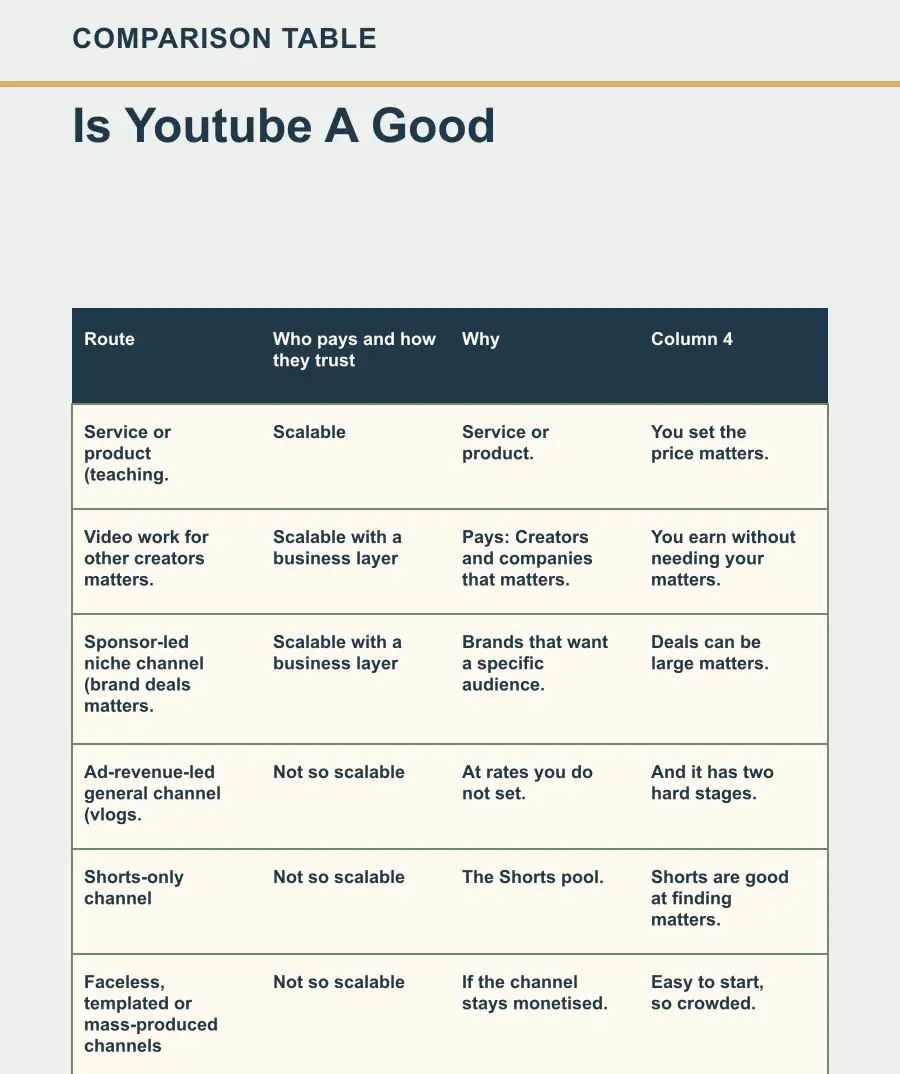 COMPARISON TABLE
Is Youtube A Good
Route
Who pays and how
they trust
Why
Column 4
Service or
product
(teaching.
Scalable
Service or
product.
You set the
price matters.
Video work for
other creators
matters.
Scalable with a
business layer
Pays: Creators
and companies
that matters.
You earn without
needing your
matters.
Sponsor-led
niche channel
(brand deals
matters.
Scalable with a
business layer
Brands that want
a specific
audience.
Deals can be
large matters.
Ad-revenue-led
general channel
(vlogs.
Not so scalable
At rates you do
not set.
And it has two
hard stages.
Shorts-only
channel
Not so scalable
The Shorts pool.
Shorts are good
at finding
matters.
Faceless,
templated or
mass-produced
channels
Not so scalable
If the channel
stays monetised.
Easy to start,
so crowded.